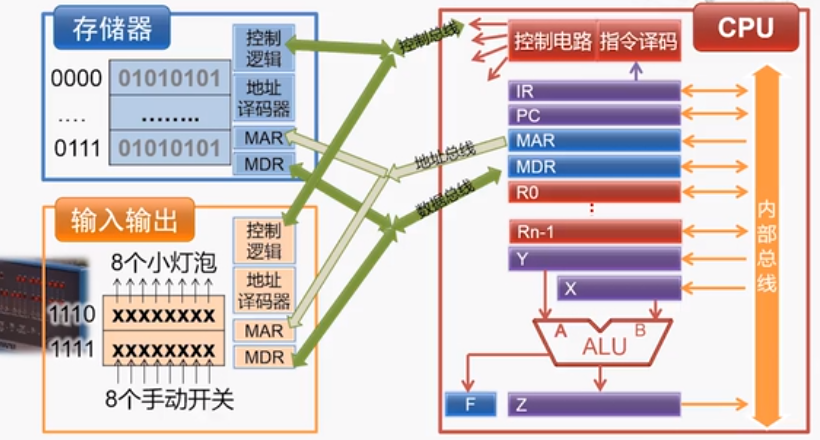 存储器
控制
逻辑
0000
01010101
地址
译码器
....
........
MAR
0111
01010101
MDR
输入输出
控制
逻辑
8个小灯泡
地址
译码器
1110
xxxxxxxx
MAR
1111
xxxxxxxx
MDR
8个手动开关
控制总线
地址总线
数据总线
CPU
控制电路
指令译码
IR
PC
MAR
MDR
R0
Rn-1
Y
X
A
B
ALU
F
Z
内部总线